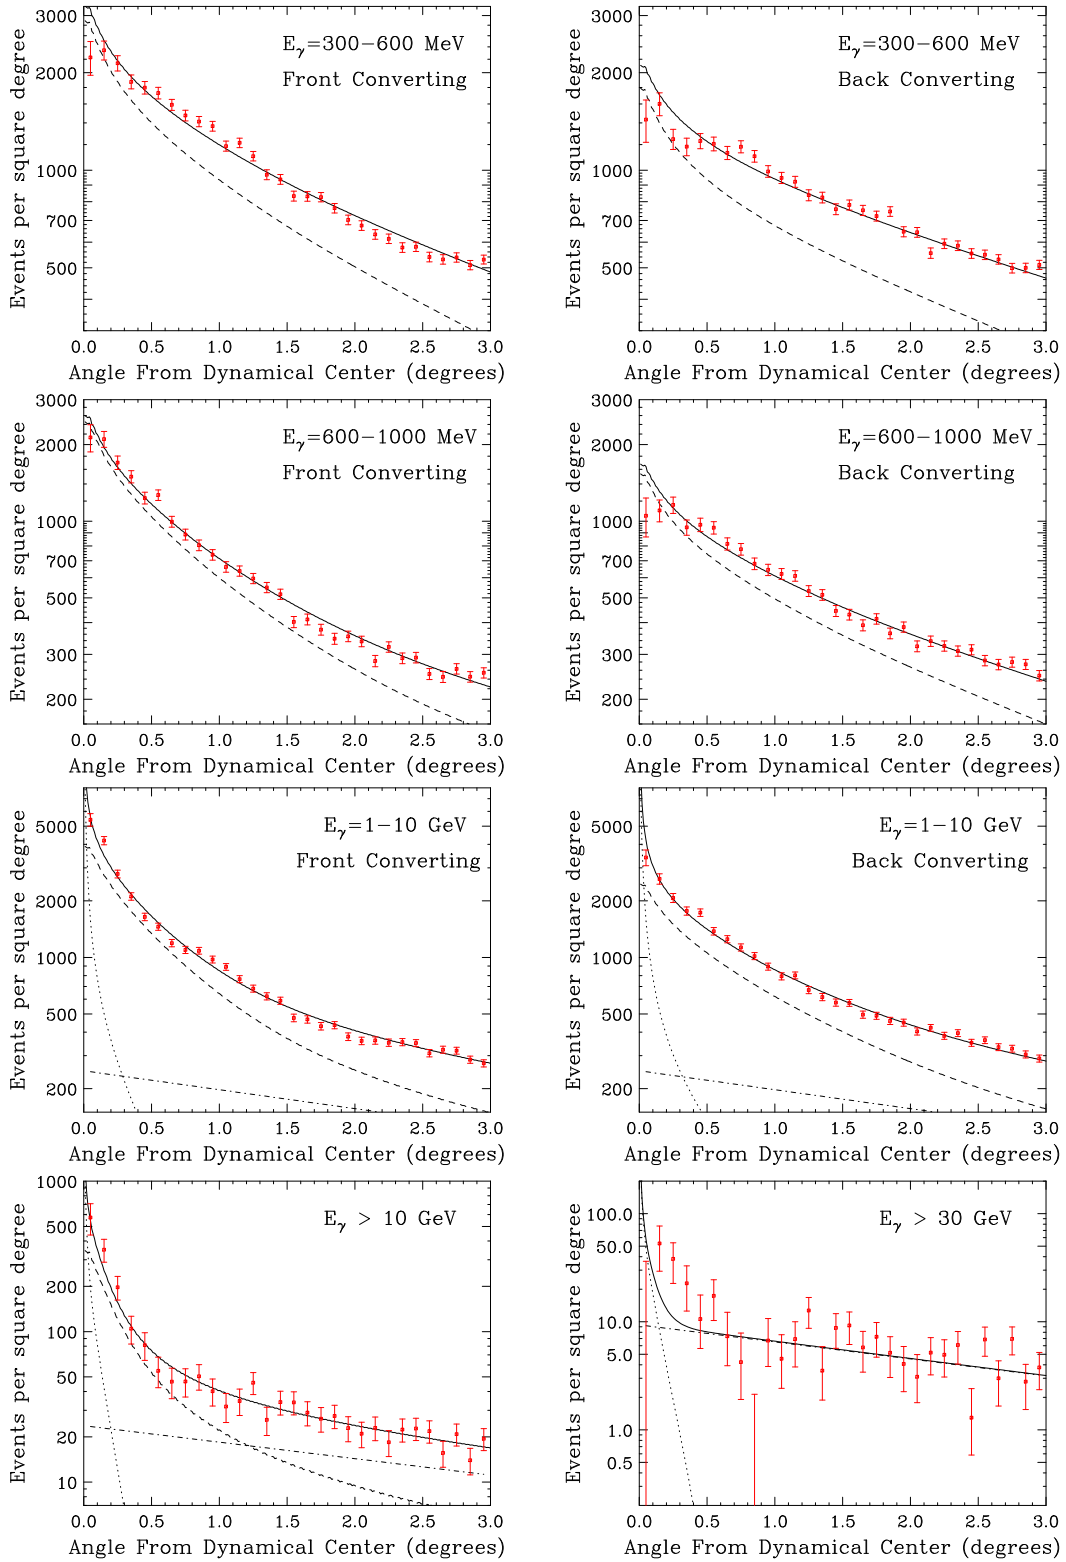 E_γ=300−600 MeV
Front Converting
Events per square degree
3000
2000
1000
700
500
0.0 0.5 1.0 1.5 2.0 2.5 3.0
Angle From Dynamical Center (degrees)
E_γ=300−600 MeV
Back Converting
Events per square degree
3000
2000
1000
700
500
0.0 0.5 1.0 1.5 2.0 2.5 3.0
Angle From Dynamical Center (degrees)
E_γ=600−1000 MeV
Front Converting
Events per square degree
3000
2000
1000
700
500
300
200
0.0 0.5 1.0 1.5 2.0 2.5 3.0
Angle From Dynamical Center (degrees)
E_γ=600−1000 MeV
Back Converting
Events per square degree
3000
2000
1000
700
500
300
200
0.0 0.5 1.0 1.5 2.0 2.5 3.0
Angle From Dynamical Center (degrees)
E_γ=1−10 GeV
Front Converting
Events per square degree
5000
2000
1000
500
200
0.0 0.5 1.0 1.5 2.0 2.5 3.0
Angle From Dynamical Center (degrees)
E_γ=1−10 GeV
Back Converting
Events per square degree
5000
2000
1000
500
200
0.0 0.5 1.0 1.5 2.0 2.5 3.0
Angle From Dynamical Center (degrees)
E_γ > 10 GeV
Events per square degree
1000
500
200
100
50
20
10
0.0 0.5 1.0 1.5 2.0 2.5 3.0
Angle From Dynamical Center (degrees)
E_γ > 30 GeV
Events per square degree
100.0
50.0
10.0
5.0
1.0
0.5
0.0 0.5 1.0 1.5 2.0 2.5 3.0
Angle From Dynamical Center (degrees)